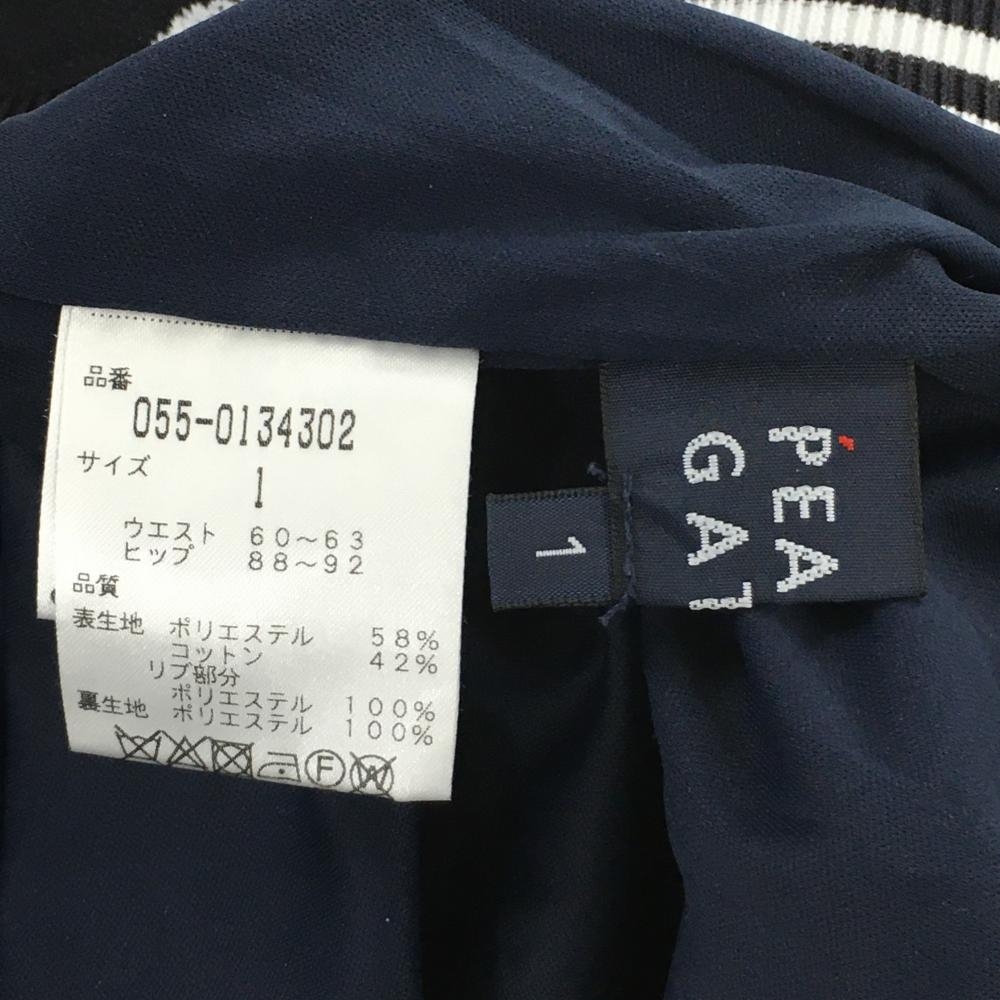 品番
055-0134302
サイズ
1
ウエスト 60~63
ヒップ 88~92
品質
表生地 ポリエステル 58%
コットン 42%
リブ部分
ポリエステル 100%
裏生地 ポリエステル 100%
F
W
1
PEA
GAT